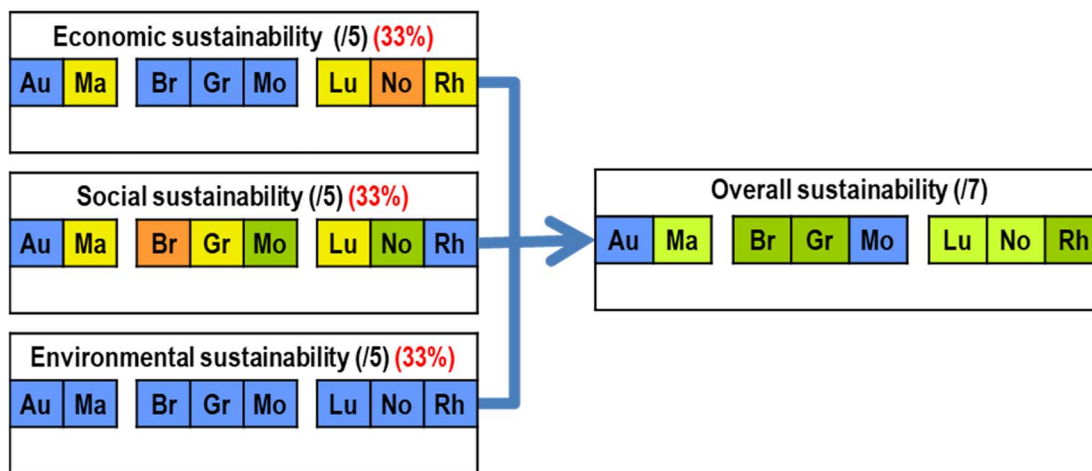 Economic sustainability (/5) (33%)
Au Ma Br Gr Mo Lu No Rh
Social sustainability (/5) (33%)
Au Ma Br Gr Mo Lu No Rh
Environmental sustainability (/5) (33%)
Au Ma Br Gr Mo Lu No Rh
Overall sustainability (/7)
Au Ma Br Gr Mo Lu No Rh